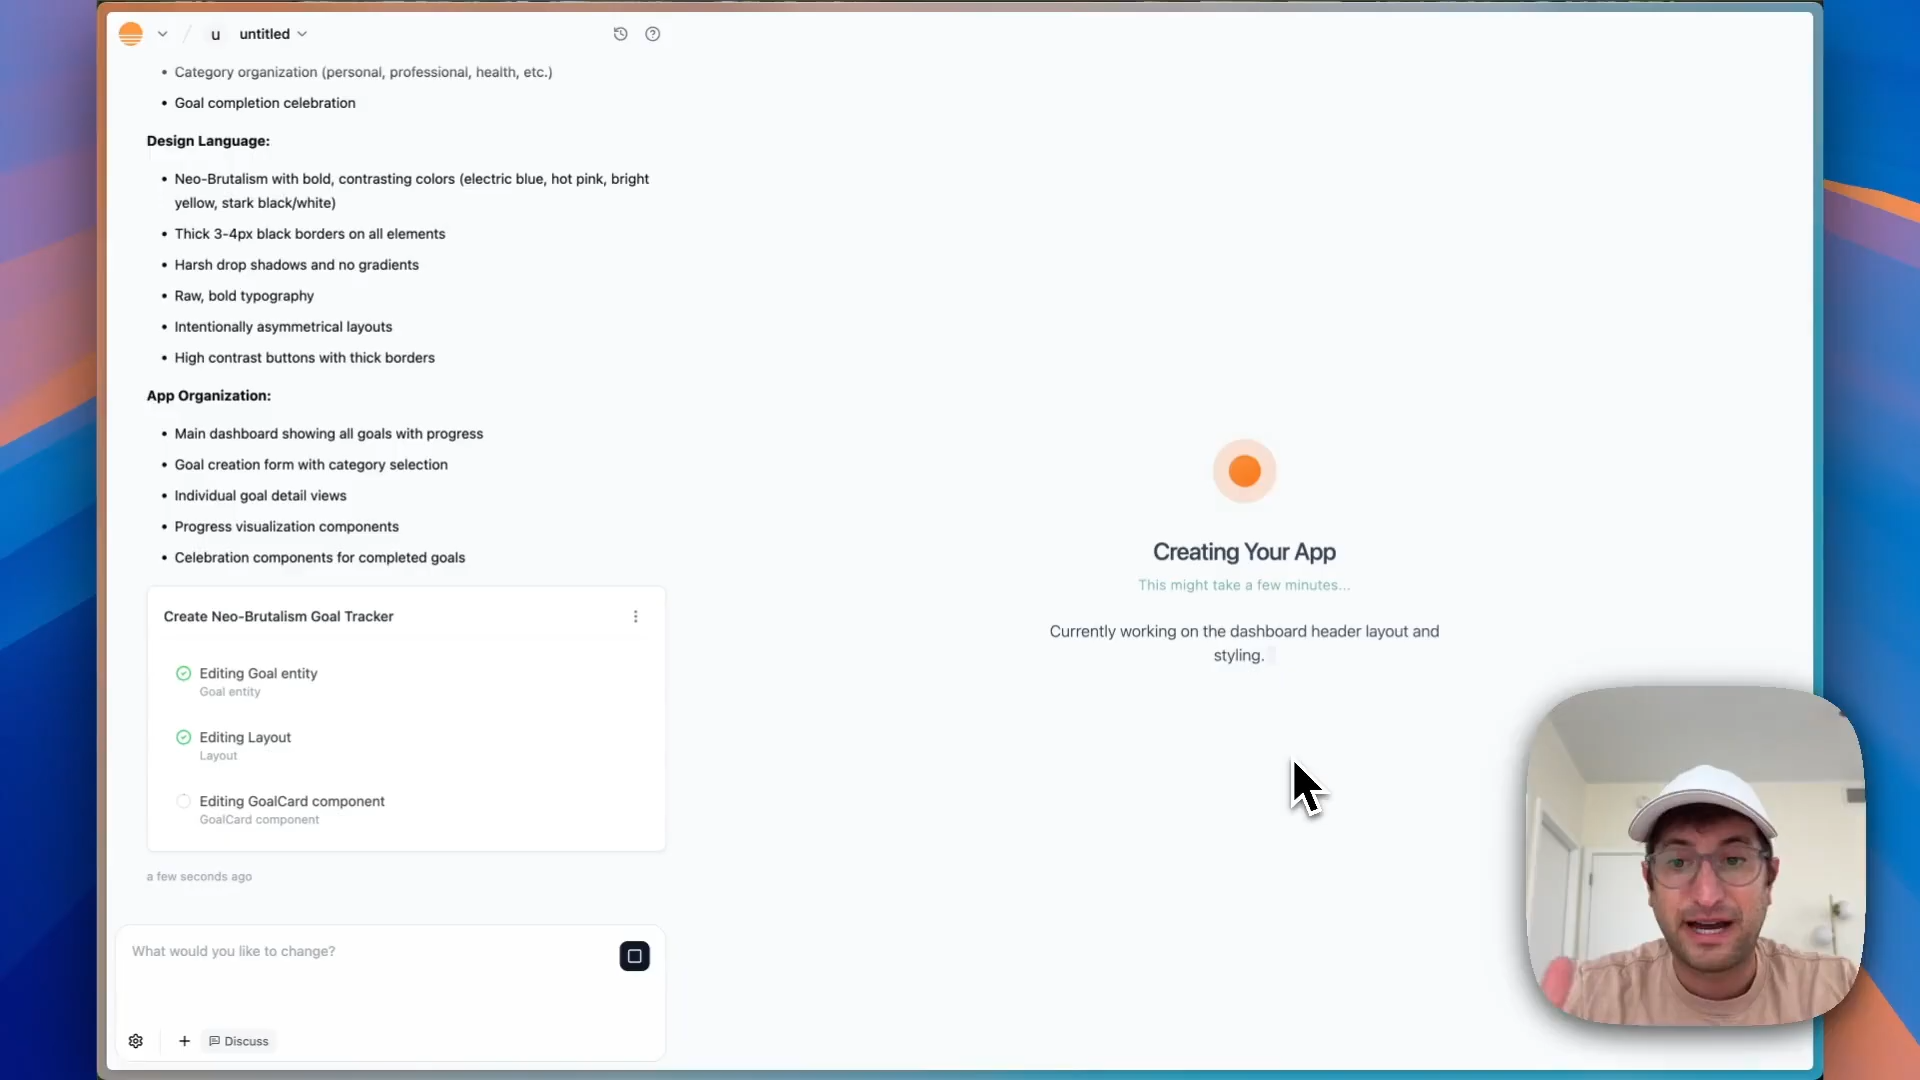 u untitled
• Category organization (personal, professional, health, etc.)
• Goal completion celebration
Design Language:
• Neo-Brutalism with bold, contrasting colors (electric blue, hot pink, bright
yellow, stark black/white)
• Thick 3-4px black borders on all elements
• Harsh drop shadows and no gradients
• Raw, bold typography
• Intentionally asymmetrical layouts
• High contrast buttons with thick borders
App Organization:
• Main dashboard showing all goals with progress
• Goal creation form with category selection
• Individual goal detail views
• Progress visualization components
• Celebration components for completed goals
Create Neo-Brutalism Goal Tracker
Editing Goal entity
Goal entity
Editing Layout
Layout
Editing GoalCard component
GoalCard component
a few seconds ago
What would you like to change?
Discuss
Creating Your App
This might take a few minutes...
Currently working on the dashboard header layout and
styling.